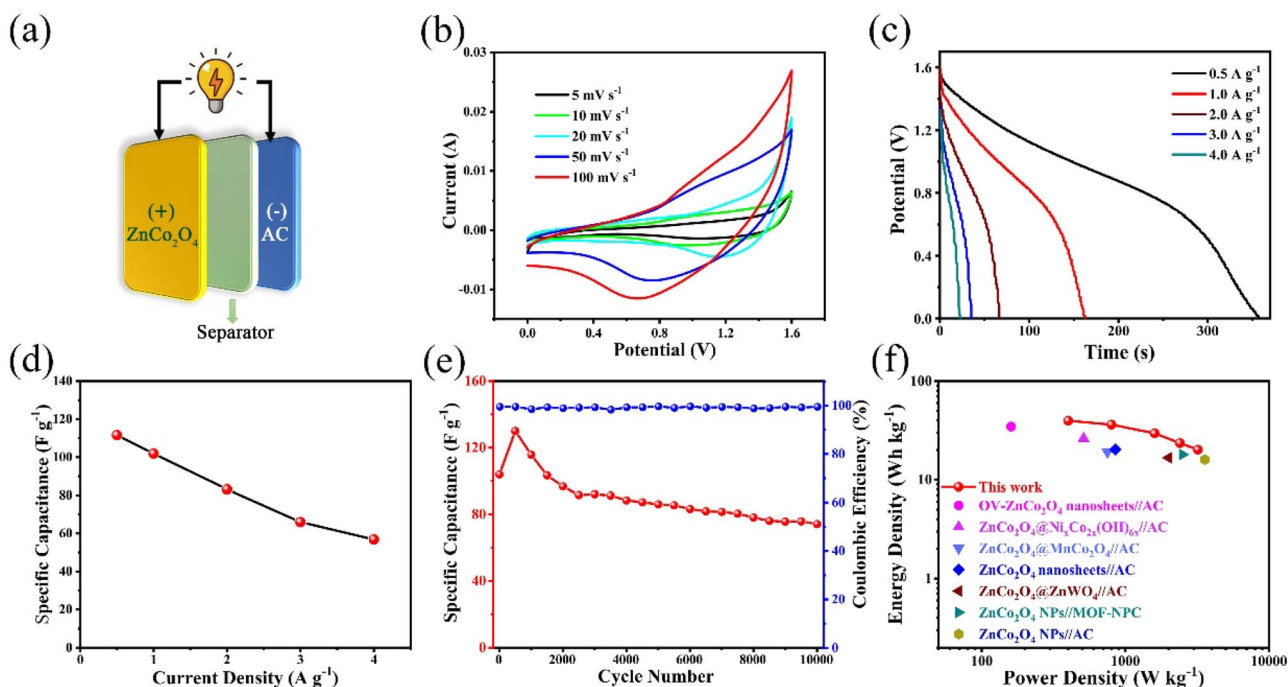 (a)
(+)
ZnCo₂O₄
(-)
AC
Separator
(b)
Current (A)
0.03
0.02
0.01
0.00
-0.01
5 mV s⁻¹
10 mV s⁻¹
20 mV s⁻¹
50 mV s⁻¹
100 mV s⁻¹
0.0 0.4 0.8 1.2 1.6
Potential (V)
(c)
Potential (V)
1.6
1.2
0.8
0.4
0.0
0.5 A g⁻¹
1.0 A g⁻¹
2.0 A g⁻¹
3.0 A g⁻¹
4.0 A g⁻¹
0 100 200 300
Time (s)
(d)
Specific Capacitance (F g⁻¹)
140
120
100
80
60
40
20
0
1 2 3 4
Current Density (A g⁻¹)
(e)
Specific Capacitance (F g⁻¹)
160
120
80
40
0
0 2000 4000 6000 8000 10000
Cycle Number
100
80
60
40
20
0
Coulombic Efficiency (%)
(f)
Energy Density (Wh kg⁻¹)
100
10
1
This work
OV-ZnCo₂O₄ nanosheets//AC
ZnCo₂O₄@NiₓCo₂ₓ(OH)₆ₓ//AC
ZnCo₂O₄@MnCo₂O₄//AC
ZnCo₂O₄ nanosheets//AC
ZnCo₂O₄@ZnWO₄//AC
ZnCo₂O₄ NPs//MOF-NPC
ZnCo₂O₄ NPs//AC
100 1000 10000
Power Density (W kg⁻¹)